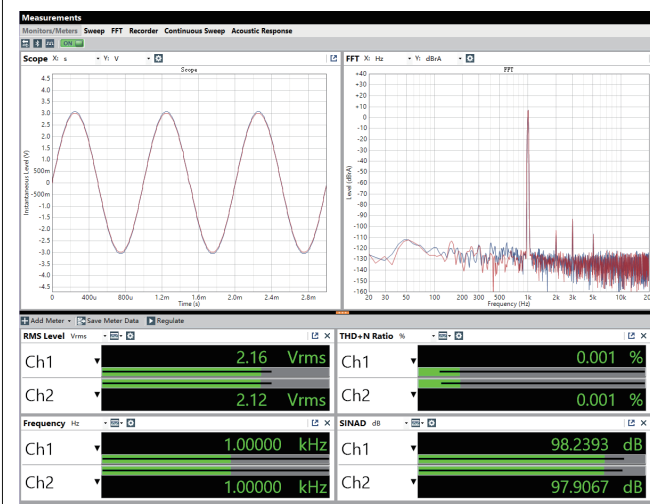 Measurements
Monitors/Meters Sweep FFT Recorder Continuous Sweep Acoustic Response
ON
Scope X: s Y: V
FFT X: Hz Y: dBrA
Scope
4.5
4.0
3.5
3.0
2.5
2.0
1.5
1.0
500m
0
-500m
-1.0
-1.5
-2.0
-2.5
-3.0
-3.5
-4.0
-4.5
Instantaneous Level (V)
0 400u 800u 1.2m 1.6m 2.0m 2.4m 2.8m
Time (s)
FFT
+40
+30
+20
+10
0
-10
-20
-30
-40
-50
-60
-70
-80
-90
-100
-110
-120
-130
-140
-150
-160
Level (dBrA)
20 30 50 100 200 300 500 1k 2k 3k 5k 10k 20
Frequency (Hz)
Add Meter Save Meter Data Regulate
RMS Level Vrms
Ch1 2.16 Vrms
Ch2 2.12 Vrms
THD+N Ratio %
Ch1 0.001 %
Ch2 0.001 %
Frequency Hz
Ch1 1.00000 kHz
Ch2 1.00000 kHz
SINAD dB
Ch1 98.2393 dB
Ch2 97.9067 dB